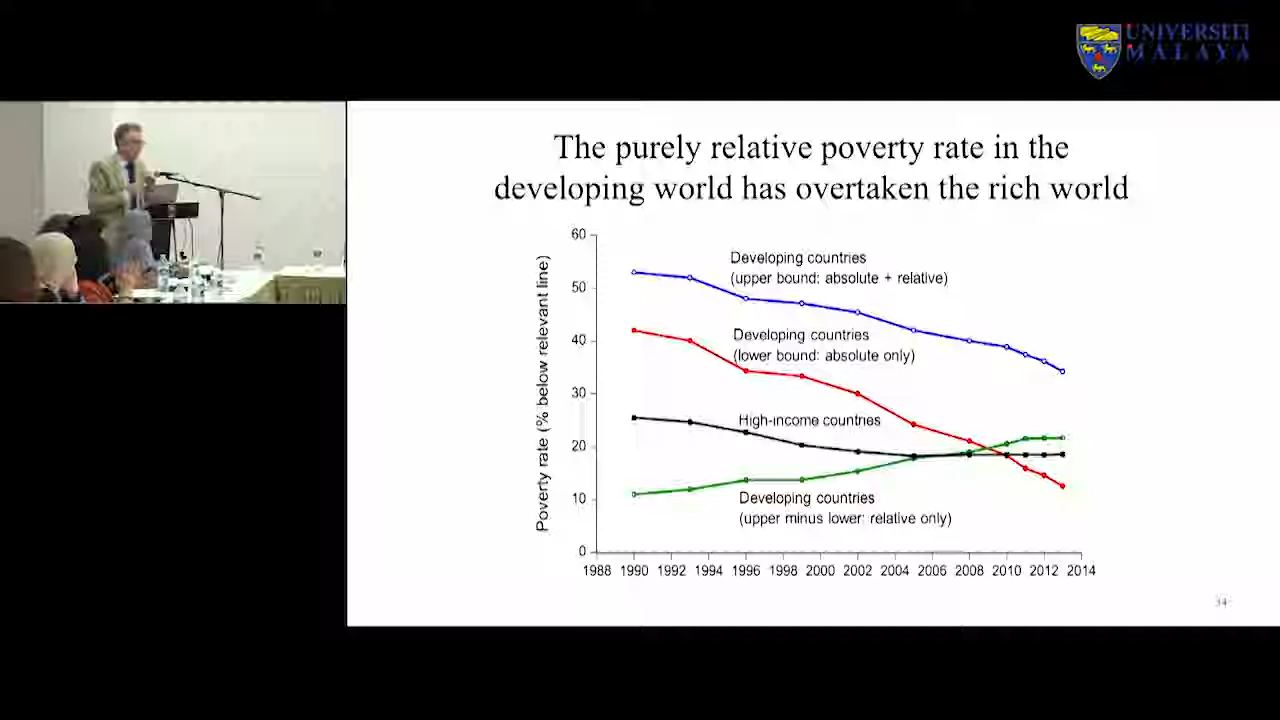 UNIVERSITI
MALAYA
The purely relative poverty rate in the
developing world has overtaken the rich world
Poverty rate (% below relevant line)
60
50
40
30
20
10
0
Developing countries
(upper bound: absolute + relative)
Developing countries
(lower bound: absolute only)
High-income countries
Developing countries
(upper minus lower: relative only)
1988 1990 1992 1994 1996 1998 2000 2002 2004 2006 2008 2010 2012 2014
34